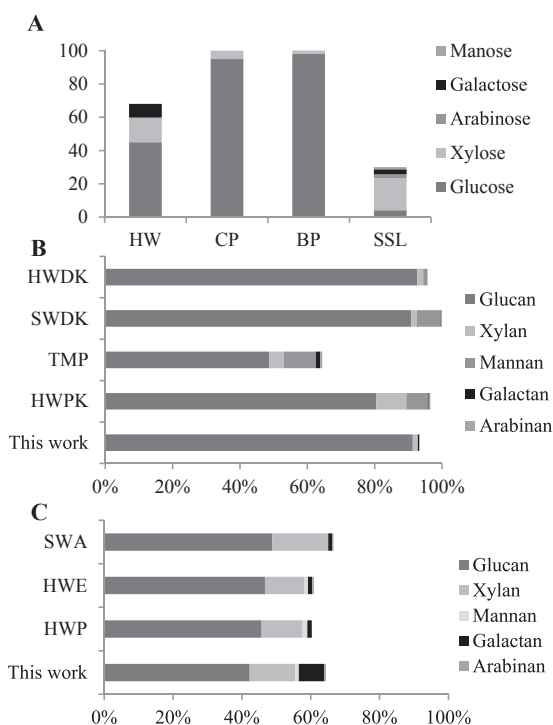 A
100
80
60
40
20
0
HW CP BP SSL
Manose
Galactose
Arabinose
Xylose
Glucose
B
HWDK
SWDK
TMP
HWPK
This work
0% 20% 40% 60% 80% 100%
Glucan
Xylan
Mannan
Galactan
Arabinan
C
SWA
HWE
HWP
This work
0% 20% 40% 60% 80% 100%
Glucan
Xylan
Mannan
Galactan
Arabinan